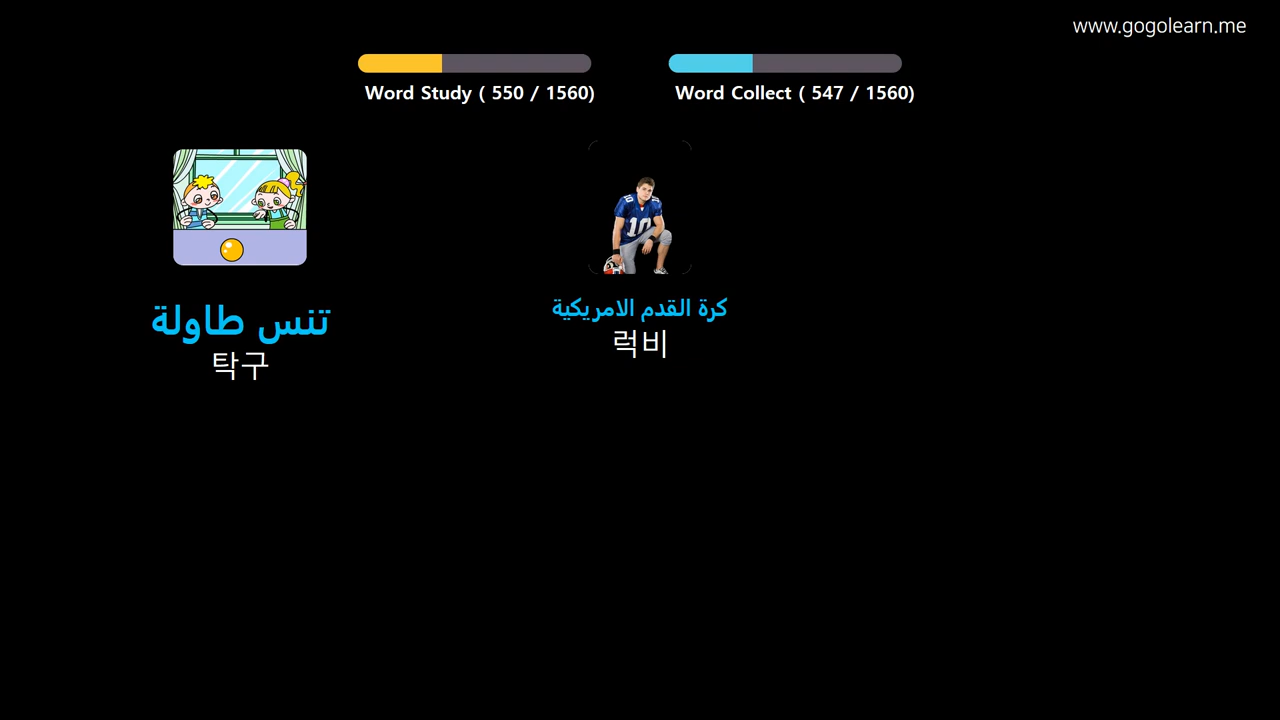 www.gogolearn.me
Word Study ( 550 / 1560)
Word Collect ( 547 / 1560)
10
تنس طاولة
탁구
كرة القدم الامريكية
럭비